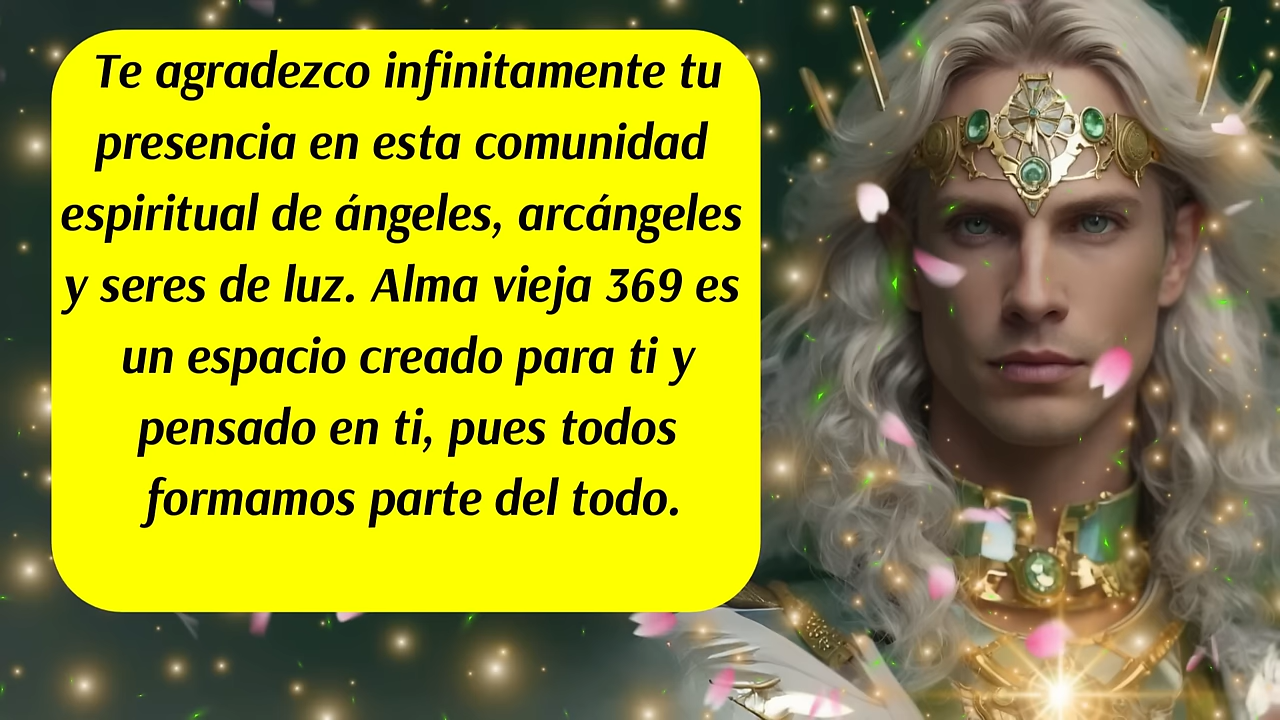 Te agradezco infinitamente tu
presencia en esta comunidad
espiritual de ángeles, arcángeles
y seres de luz. Alma vieja 369 es
un espacio creado para ti y
pensado en ti, pues todos
formamos parte del todo.